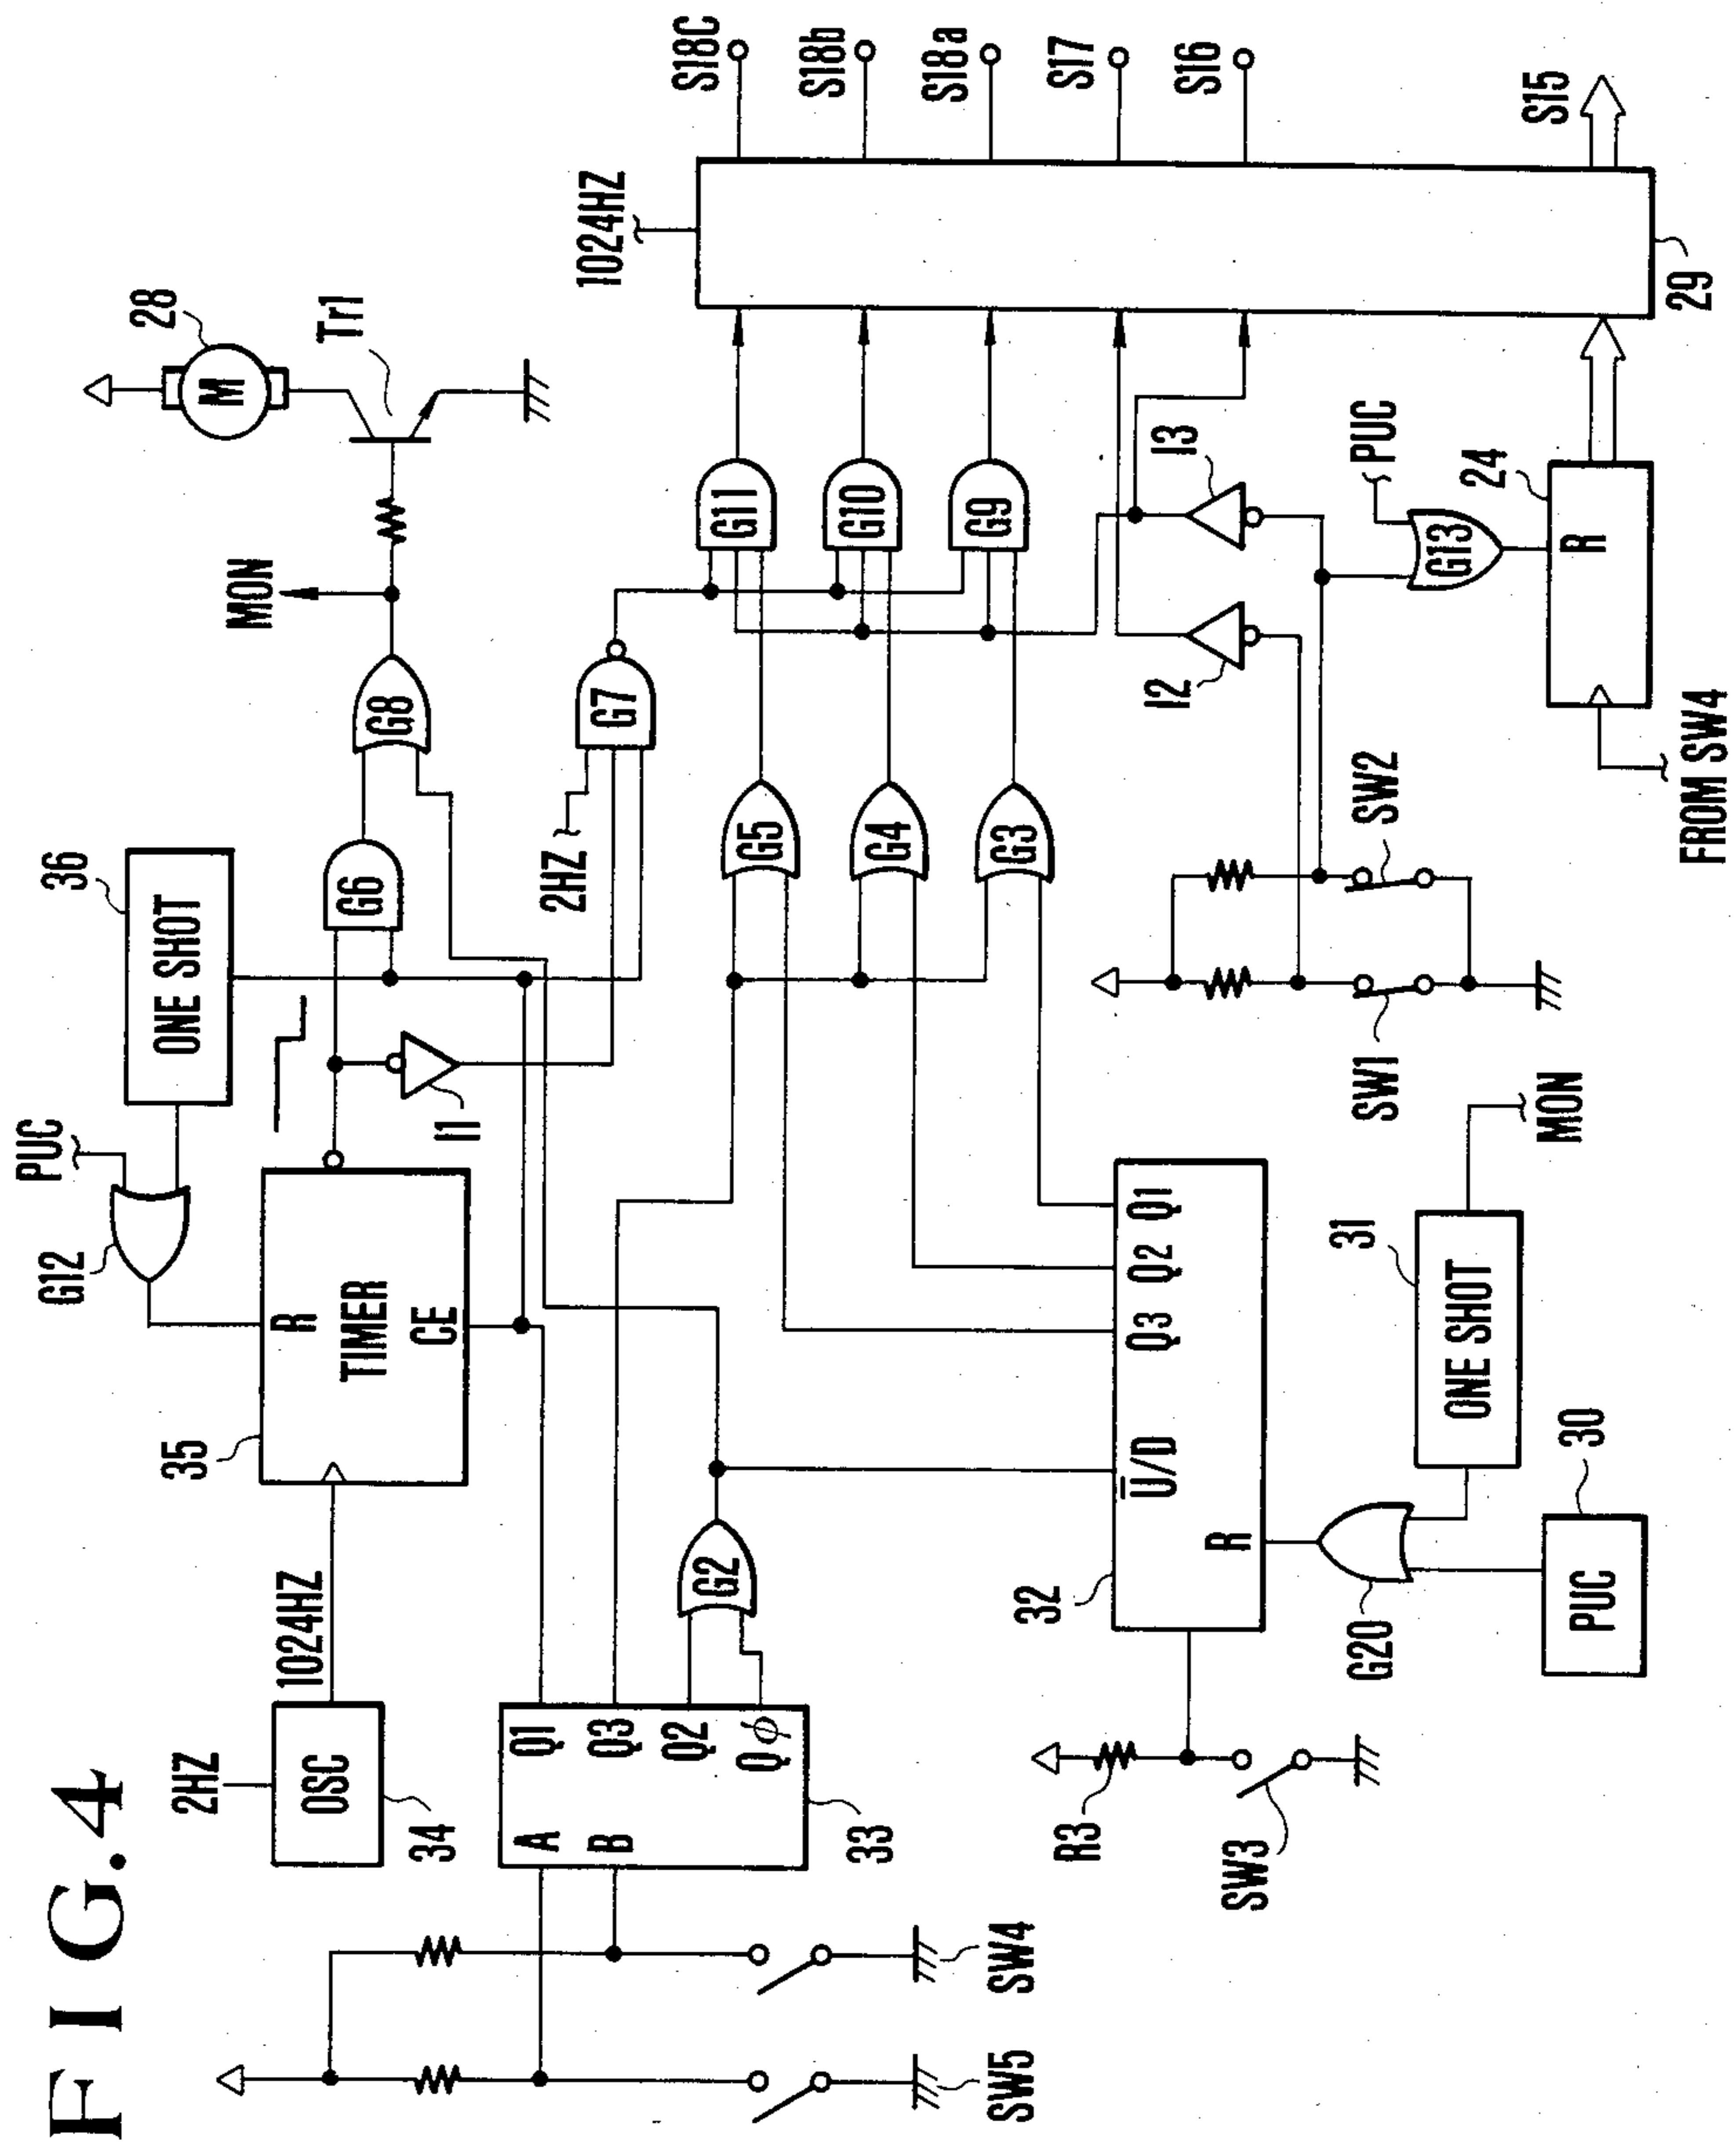 FIG.4
SW5
SW4
2HZ
OSC
34
1024HZ
A
B
Q1
Q3
Q2
Qϕ
33
R3
SW3
PUC
G12
35
R
TIMER
CE
36
ONE SHOT
I1
G2
32
U̅/D
R
Q3
Q2
Q1
G20
30
PUC
31
ONE SHOT
MON
G6
G8
MON
28
M
Tr1
2HZ
G7
G5
G4
G3
G11
G10
G9
SW1
SW2
I2
I3
PUC
G13
24
R
FROM SW4
1024HZ
29
S18C
S18b
S18a
S17
S16
S15